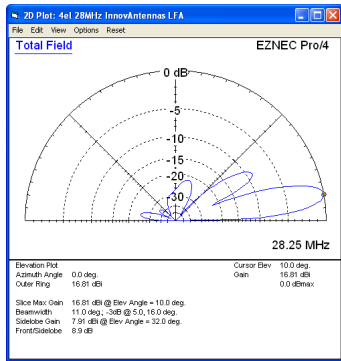 2D Plot: 4el 28MHz InnovAntennas LFA
File Edit View Options Reset
Total Field
EZNEC Pro/4
0 dB
-5
-10
-15
-20
-30
28.25 MHz
Elevation Plot
Azimuth Angle 0.0 deg.
Outer Ring 16.81 dBi
Cursor Elev 10.0 deg.
Gain 16.81 dBi
0.0 dBmax
Slice Max Gain 16.81 dBi @ Elev Angle = 10.0 deg.
Beamwidth 11.0 deg.; -3dB @ 5.0, 16.0 deg.
Sidelobe Gain 7.91 dBi @ Elev Angle = 32.0 deg.
Front/Sidelobe 8.9 dB